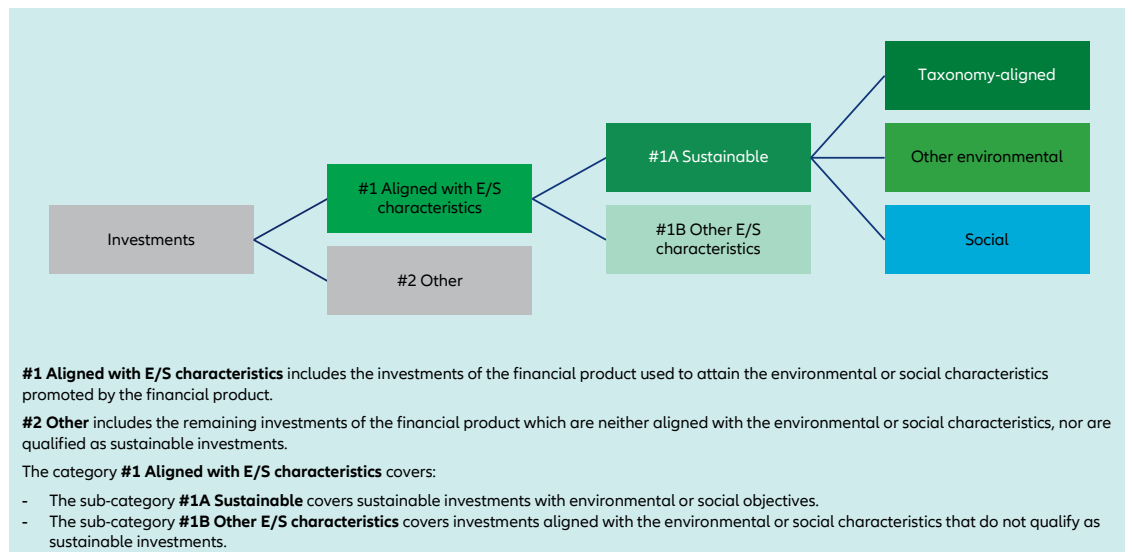 Taxonomy-aligned
#1A Sustainable
Other environmental
#1 Aligned with E/S
characteristics
Investments
#1B Other E/S
characteristics
Social
#2 Other
#1 Aligned with E/S characteristics includes the investments of the financial product used to attain the environmental or social characteristics
promoted by the financial product.
#2 Other includes the remaining investments of the financial product which are neither aligned with the environmental or social characteristics, nor are
qualified as sustainable investments.
The category #1 Aligned with E/S characteristics covers:
- The sub-category #1A Sustainable covers sustainable investments with environmental or social objectives.
- The sub-category #1B Other E/S characteristics covers investments aligned with the environmental or social characteristics that do not qualify as
sustainable investments.